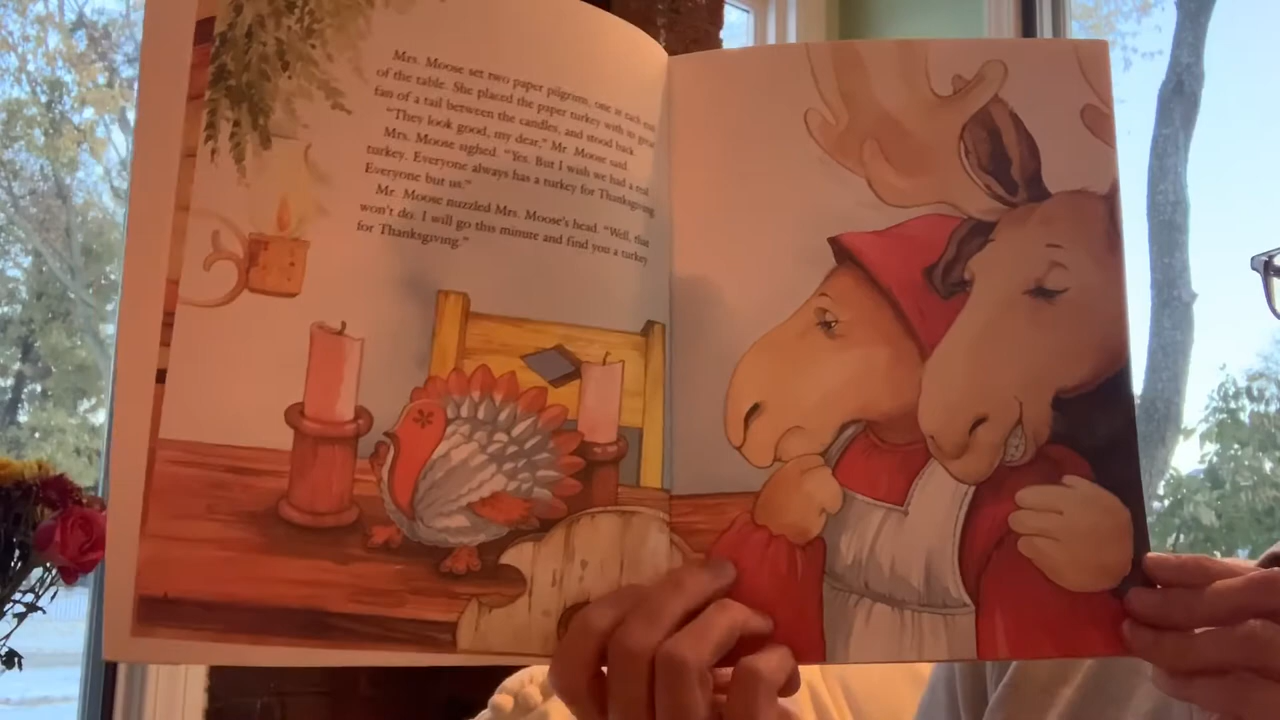 Mrs. Moose set two paper pilgrims, one at each end
of the table. She placed the paper turkey with its great
fan of a tail between the candles, and stood back.
"They look good, my dear," Mr. Moose said.
Mrs. Moose sighed. "Yes. But I wish we had a real
turkey. Everyone always has a turkey for Thanksgiving.
Everyone but us."
Mr. Moose nuzzled Mrs. Moose's head. "Well, that
won't do. I will go this minute and find you a turkey
for Thanksgiving."